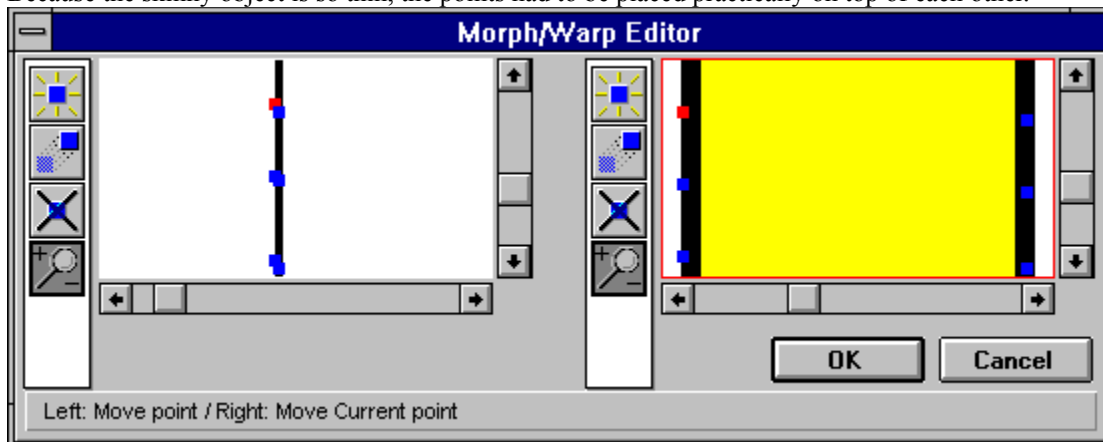 Because the skinny object is so thin, the points had to be placed practically on top of each other.
Morph/Warp Editor
OK
Cancel
Left: Move point / Right: Move Current point